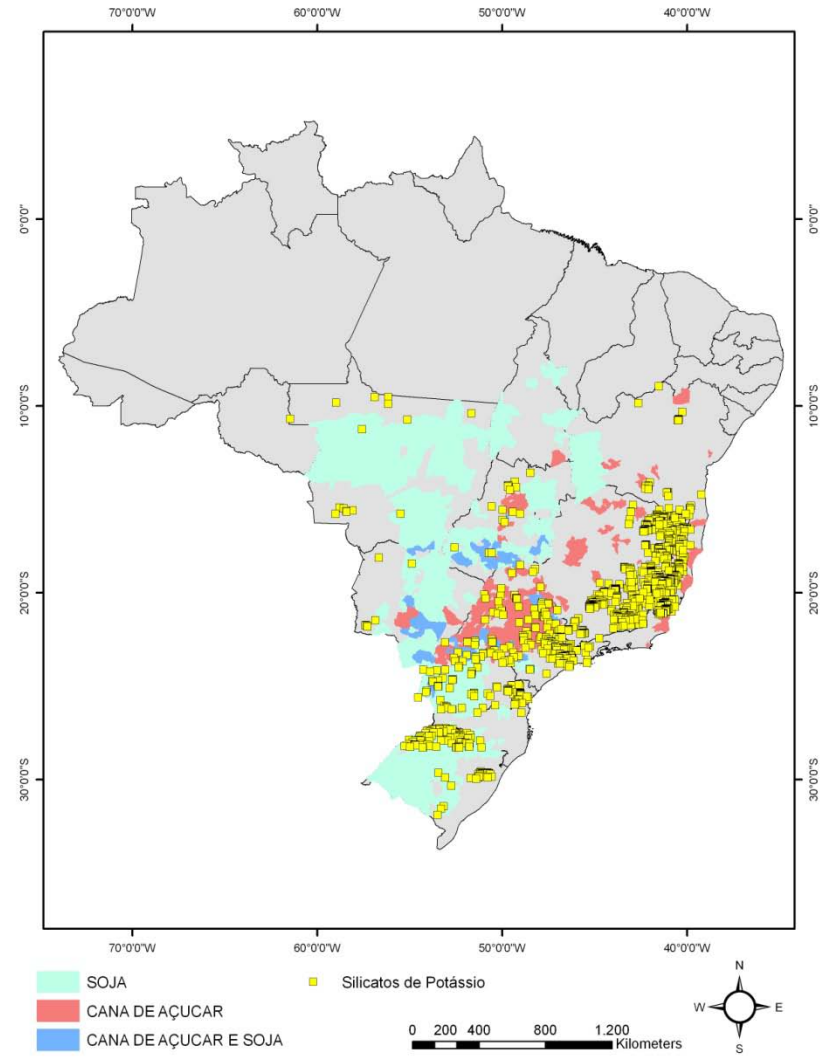 70°0'0"W 60°0'0"W 50°0'0"W 40°0'0"W
0°0'0" 0°0'0"
10°0'0"S 10°0'0"S
20°0'0"S 20°0'0"S
30°0'0"S 30°0'0"S
70°0'0"W 60°0'0"W 50°0'0"W 40°0'0"W
SOJA
CANA DE AÇUCAR
CANA DE AÇUCAR E SOJA
Silicatos de Potássio
0 200 400 800 1.200
Kilometers
N
W E
S